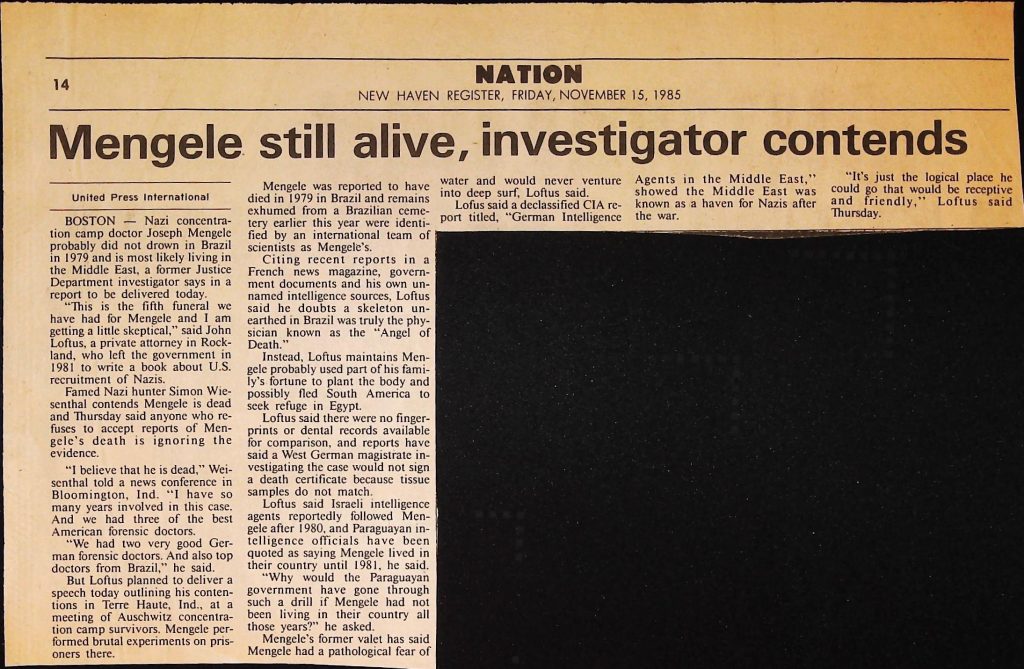 14
NATION
NEW HAVEN REGISTER, FRIDAY, NOVEMBER 15, 1985
Mengele still alive, investigator contends
United Press International
BOSTON — Nazi concentra-
tion camp doctor Joseph Mengele
probably did not drown in Brazil
in 1979 and is most likely living in
the Middle East, a former Justice
Department investigator says in a
report to be delivered today.
"This is the fifth funeral we
have had for Mengele and I am
getting a little skeptical," said John
Loftus, a private attorney in Rock-
land, who left the government in
1981 to write a book about U.S.
recruitment of Nazis.
Famed Nazi hunter Simon Wie-
senthal contends Mengele is dead
and Thursday said anyone who re-
fuses to accept reports of Men-
gele's death is ignoring the
evidence.
"I believe that he is dead," Wei-
senthal told a news conference in
Bloomington, Ind. "I have so
many years involved in this case.
And we had three of the best
American forensic doctors.
"We had two very good Ger-
man forensic doctors. And also top
doctors from Brazil," he said.
But Loftus planned to deliver a
speech today outlining his conten-
tions in Terre Haute, Ind., at a
meeting of Auschwitz concentra-
tion camp survivors. Mengele per-
formed brutal experiments on pris-
oners there.
Mengele was reported to have
died in 1979 in Brazil and remains
exhumed from a Brazilian ceme-
tery earlier this year were identi-
fied by an international team of
scientists as Mengele's.
Citing recent reports in a
French news magazine, govern-
ment documents and his own un-
named intelligence sources, Loftus
said he doubts a skeleton un-
earthed in Brazil was truly the phy-
sician known as the "Angel of
Death."
Instead, Loftus maintains Men-
gele probably used part of his fami-
ly's fortune to plant the body and
possibly fled South America to
seek refuge in Egypt.
Loftus said there were no finger-
prints or dental records available
for comparison, and reports have
said a West German magistrate in-
vestigating the case would not sign
a death certificate because tissue
samples do not match.
Loftus said Israeli intelligence
agents reportedly followed Men-
gele after 1980, and Paraguayan in-
telligence officials have been
quoted as saying Mengele lived in
their country until 1981, he said.
"Why would the Paraguayan
government have gone through
such a drill if Mengele had not
been living in their country all
those years?" he asked.
Mengele's former valet has said
Mengele had a pathological fear of
water and would never venture
into deep surf, Loftus said.
Loftus said a declassified CIA re-
port titled, "German Intelligence
Agents in the Middle East,"
showed the Middle East was
known as a haven for Nazis after
the war.
"It's just the logical place he
could go that would be receptive
and friendly," Loftus said
Thursday.